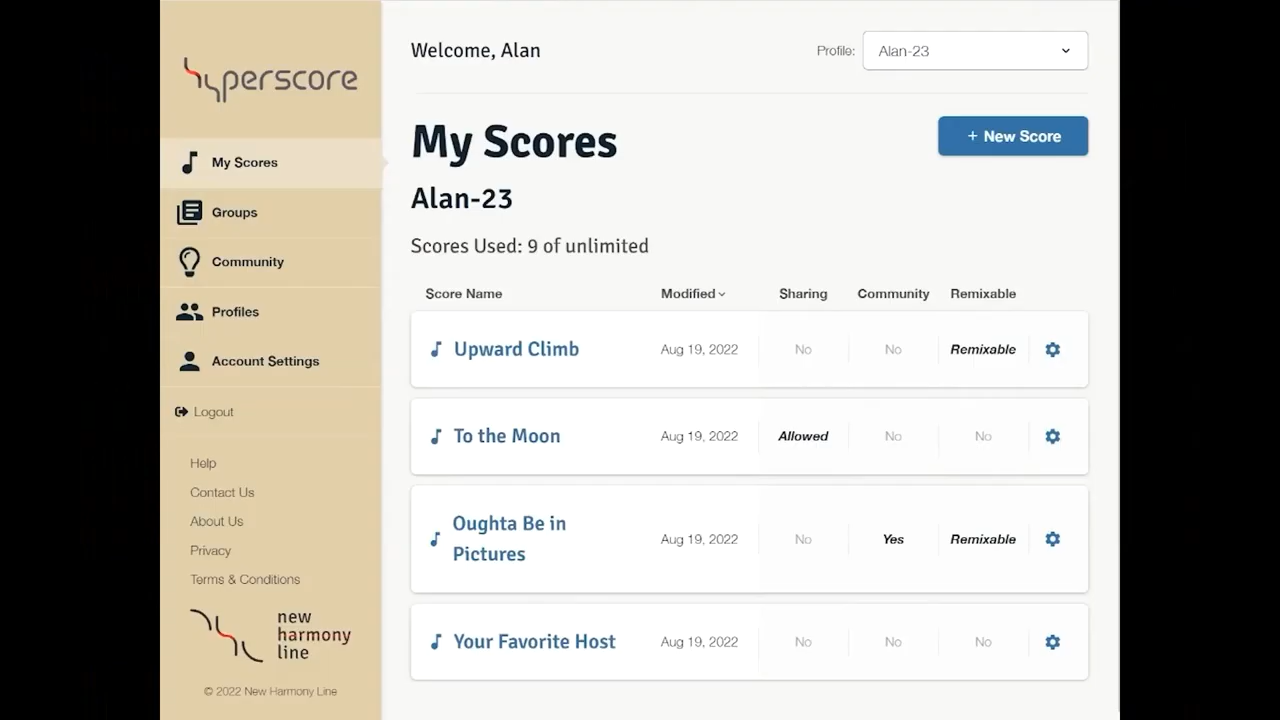 hyperscore
My Scores
Groups
Community
Profiles
Account Settings
Logout
Help
Contact Us
About Us
Privacy
Terms & Conditions
new
harmony
line
© 2022 New Harmony Line
Welcome, Alan
Profile: Alan-23
My Scores
+ New Score
Alan-23
Scores Used: 9 of unlimited
Score Name Modified Sharing Community Remixable
Upward Climb Aug 19, 2022 No No Remixable
To the Moon Aug 19, 2022 Allowed No No
Oughta Be in
Pictures Aug 19, 2022 No Yes Remixable
Your Favorite Host Aug 19, 2022 No No No